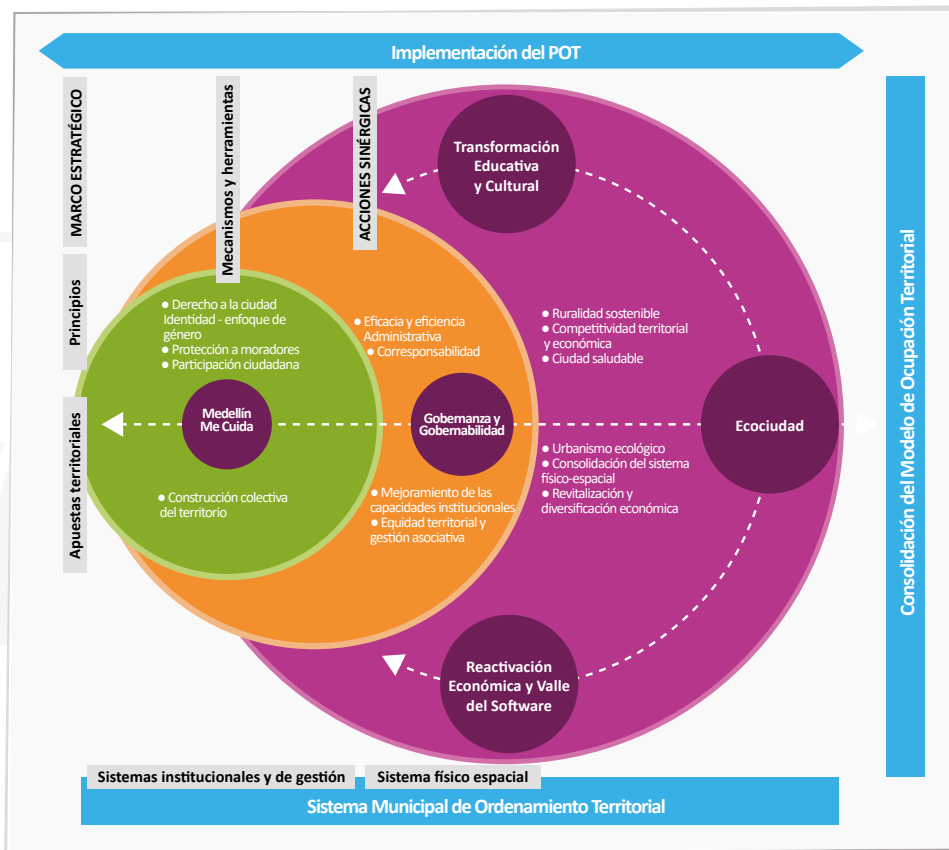 Implementación del POT
MARCO ESTRATÉGICO
Principios
Apuestas territoriales
Mecanismos y herramientas
ACCIONES SINÉRGICAS
Transformación
Educativa
y Cultural
● Derecho a la ciudad
Identidad - enfoque de
género
● Protección a moradores
● Participación ciudadana
● Eficacia y eficiencia
Administrativa
● Corresponsabilidad
● Ruralidad sostenible
● Competitividad territorial
y económica
● Ciudad saludable
Medellín
Me Cuida
Gobernanza y
Gobernabilidad
Ecociudad
● Construcción colectiva
del territorio
● Mejoramiento de las
capacidades institucionales
● Equidad territorial y
gestión asociativa
● Urbanismo ecológico
● Consolidación del sistema
físico-espacial
● Revitalización y
diversificación económica
Reactivación
Económica y Valle
del Software
Consolidación del Modelo de Ocupación Territorial
Sistemas institucionales y de gestión
Sistema físico espacial
Sistema Municipal de Ordenamiento Territorial